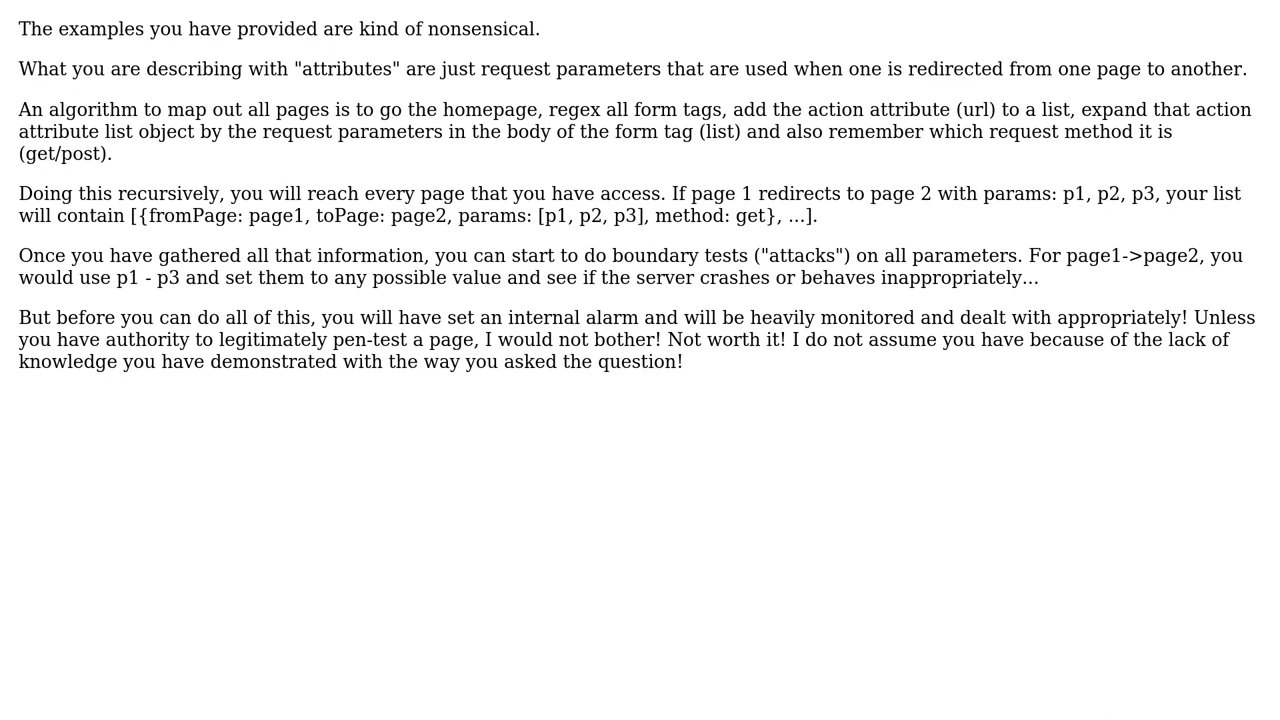 The examples you have provided are kind of nonsensical.
What you are describing with "attributes" are just request parameters that are used when one is redirected from one page to another.
An algorithm to map out all pages is to go the homepage, regex all form tags, add the action attribute (url) to a list, expand that action
attribute list object by the request parameters in the body of the form tag (list) and also remember which request method it is
(get/post).
Doing this recursively, you will reach every page that you have access. If page 1 redirects to page 2 with params: p1, p2, p3, your list
will contain [{fromPage: page1, toPage: page2, params: [p1, p2, p3], method: get}, ...].
Once you have gathered all that information, you can start to do boundary tests ("attacks") on all parameters. For page1->page2, you
would use p1 - p3 and set them to any possible value and see if the server crashes or behaves inappropriately...
But before you can do all of this, you will have set an internal alarm and will be heavily monitored and dealt with appropriately! Unless
you have authority to legitimately pen-test a page, I would not bother! Not worth it! I do not assume you have because of the lack of
knowledge you have demonstrated with the way you asked the question!